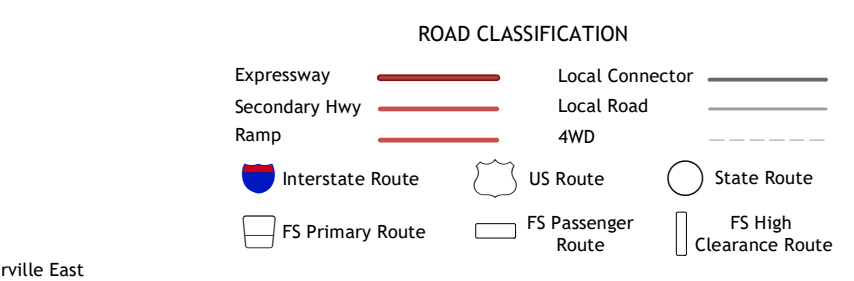 ROAD CLASSIFICATION
Expressway
Local Connector
Secondary Hwy
Local Road
Ramp
4WD
Interstate Route
US Route
State Route
FS Primary Route
FS Passenger
Route
FS High
Clearance Route
rville East